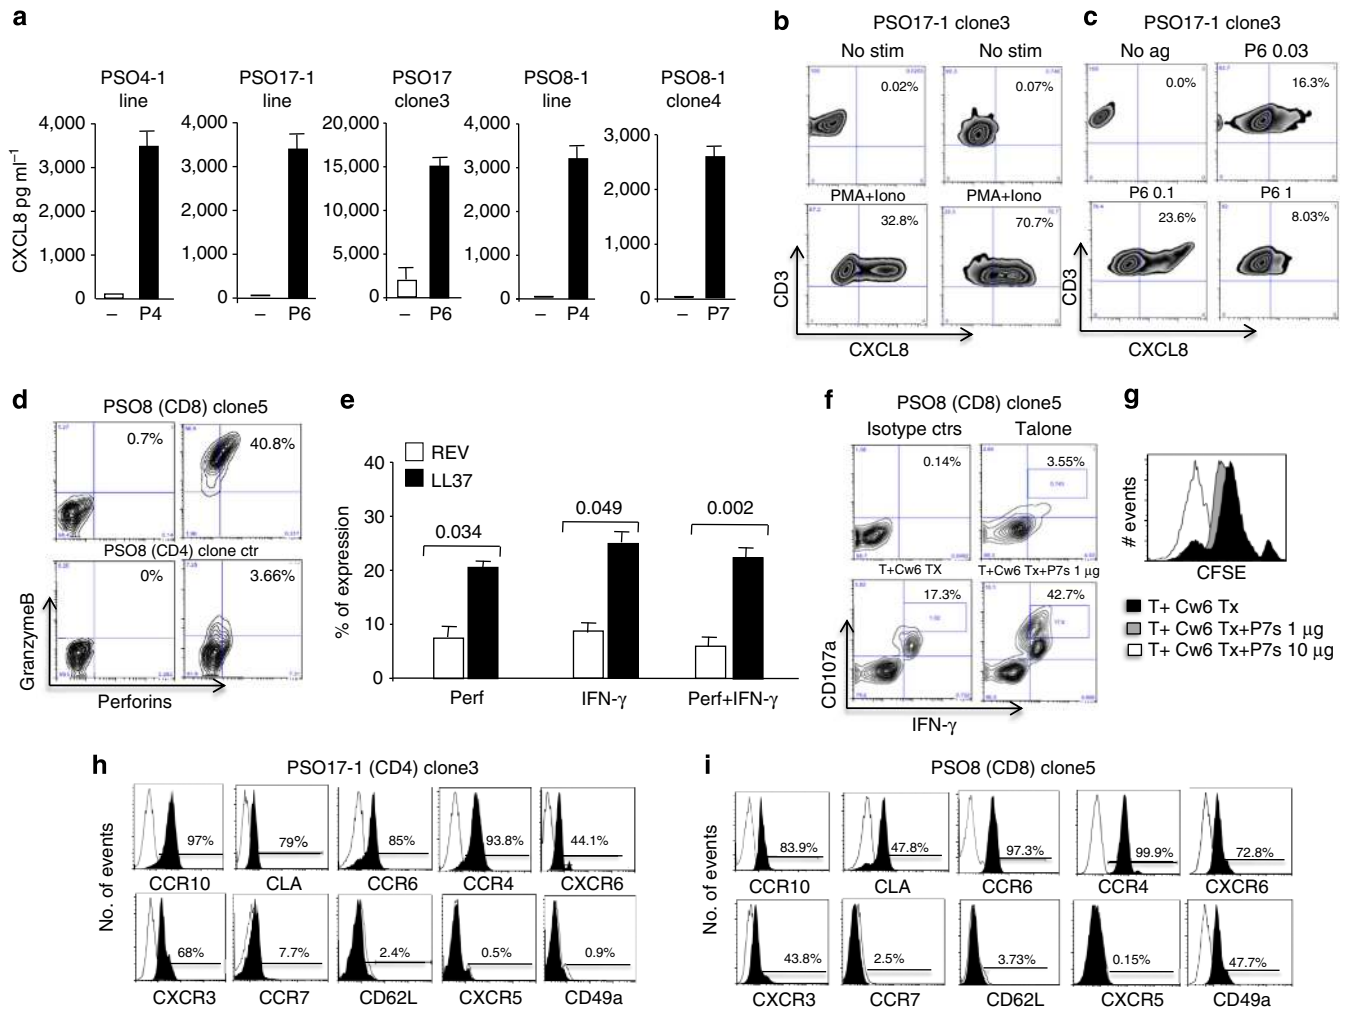 a
PSO4-1 line
PSO17-1 line
PSO17 clone3
PSO8-1 line
PSO8-1 clone4
CXCL8 pg ml⁻¹
4,000
3,000
2,000
1,000
0
– P4
4,000
3,000
4,000
2,000
1,000
0
– P6
20,000
15,000
10,000
5,000
0
– P6
4,000
3,000
2,000
1,000
0
– P4
3,000
2,000
1,000
0
– P7
b
PSO17-1 clone3
No stim
No stim
0.02%
0.07%
PMA+Iono
PMA+Iono
32.8%
70.7%
CD3
CXCL8
c
PSO17-1 clone3
No ag
P6 0.03
0.0%
16.3%
P6 0.1
P6 1
23.6%
8.03%
CD3
CXCL8
d
PSO8 (CD8) clone5
0.7%
40.8%
PSO8 (CD4) clone ctr
0%
3.66%
GranzymeB
Perforins
e
REV
LL37
% of expression
40
30
20
10
0
0.034
0.049
0.002
Perf
IFN-γ
Perf+IFN-γ
f
PSO8 (CD8) clone5
Isotype ctrs
Talone
0.14%
3.55%
T+Cw6 TX
T+Cw6 Tx+P7s 1 μg
17.3%
42.7%
CD107a
IFN-γ
g
# events
CFSE
T+ Cw6 Tx
T+ Cw6 Tx+P7s 1 μg
T+ Cw6 Tx+P7s 10 μg
h
PSO17-1 (CD4) clone3
No. of events
97%
79%
85%
93.8%
44.1%
CCR10
CLA
CCR6
CCR4
CXCR6
68%
7.7%
2.4%
0.5%
0.9%
CXCR3
CCR7
CD62L
CXCR5
CD49a
i
PSO8 (CD8) clone5
No. of events
83.9%
47.8%
97.3%
99.9%
72.8%
CCR10
CLA
CCR6
CCR4
CXCR6
43.8%
2.5%
3.73%
0.15%
47.7%
CXCR3
CCR7
CD62L
CXCR5
CD49a